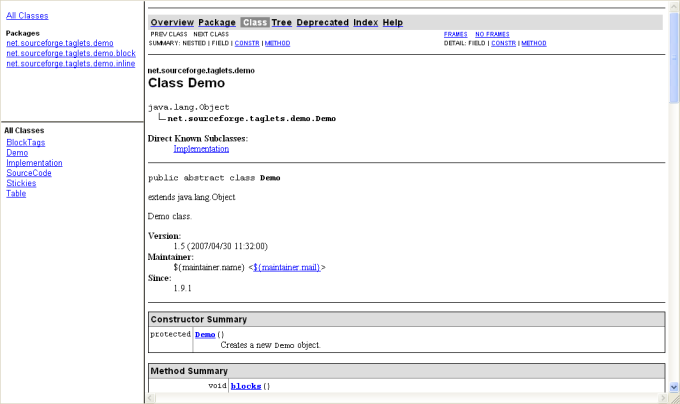 All Classes
Packages
net.sourceforge.taglets.demo
net.sourceforge.taglets.demo.block
net.sourceforge.taglets.demo.inline
All Classes
BlockTags
Demo
Implementation
SourceCode
Stickies
Table
Overview Package Class Tree Deprecated Index Help
PREV CLASS NEXT CLASS FRAMES NO FRAMES
SUMMARY: NESTED | FIELD | CONSTR | METHOD DETAIL: FIELD | CONSTR | METHOD
net.sourceforge.taglets.demo
Class Demo
java.lang.Object
net.sourceforge.taglets.demo.Demo
Direct Known Subclasses:
Implementation
public abstract class Demo
extends java.lang.Object
Demo class.
Version:
1.5 (2007/04/30 11:32:00)
Maintainer:
${maintainer.name} <${maintainer.mail}>
Since:
1.9.1
Constructor Summary
protected Demo()
Creates a new Demo object.
Method Summary
void blocks()